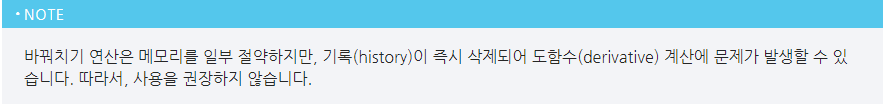 • NOTE
바꿔치기 연산은 메모리를 일부 절약하지만, 기록(history)이 즉시 삭제되어 도함수(derivative) 계산에 문제가 발생할 수 있
습니다. 따라서, 사용을 권장하지 않습니다.